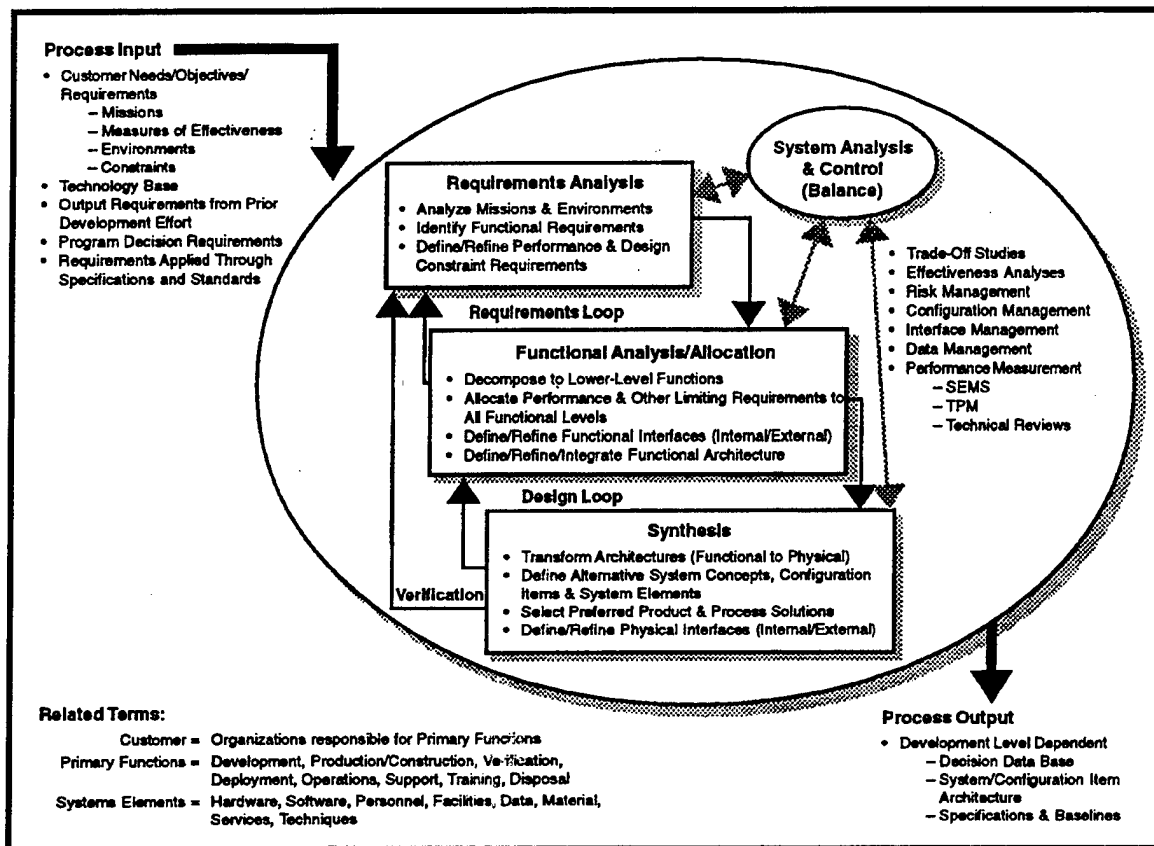 Process Input
• Customer Needs/Objectives/
Requirements
– Missions
– Measures of Effectiveness
– Environments
– Constraints
• Technology Base
• Output Requirements from Prior
Development Effort
• Program Decision Requirements
• Requirements Applied Through
Specifications and Standards
System Analysis
& Control
(Balance)
Requirements Analysis
• Analyze Missions & Environments
• Identify Functional Requirements
• Define/Refine Performance & Design
Constraint Requirements
• Trade-Off Studies
• Effectiveness Analyses
• Risk Management
• Configuration Management
• Interface Management
• Data Management
• Performance Measurement
– SEMS
– TPM
– Technical Reviews
Requirements Loop
Functional Analysis/Allocation
• Decompose to Lower-Level Functions
• Allocate Performance & Other Limiting Requirements to
All Functional Levels
• Define/Refine Functional Interfaces (Internal/External)
• Define/Refine/Integrate Functional Architecture
Design Loop
Synthesis
• Transform Architectures (Functional to Physical)
• Define Alternative System Concepts, Configuration
Items & System Elements
• Select Preferred Product & Process Solutions
• Define/Refine Physical Interfaces (Internal/External)
Verification
Related Terms:
Customer = Organizations responsible for Primary Functions
Primary Functions = Development, Production/Construction, Verification,
Deployment, Operations, Support, Training, Disposal
Systems Elements = Hardware, Software, Personnel, Facilities, Data, Material,
Services, Techniques
Process Output
• Development Level Dependent
– Decision Data Base
– System/Configuration Item
Architecture
– Specifications & Baselines